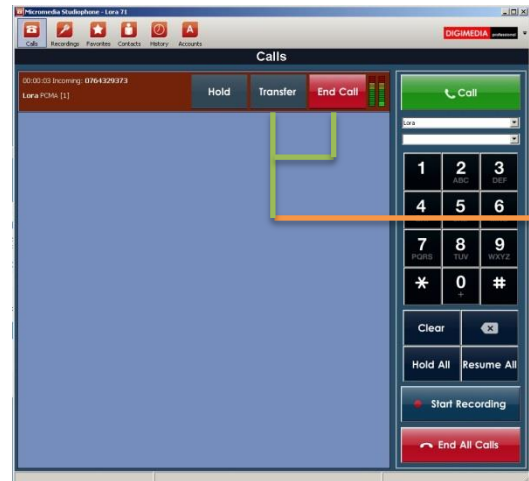 Micromedia Studiophone - Lora 71
Calls Recordings Favorites Contacts History Accounts
DIGIMEDIA professional
Calls
00:00:03 Incoming: 0764329373
Lora PCMA [1]
Hold Transfer End Call
Call
Lora
1 2 ABC 3 DEF
4 5 6
7 PQRS 8 TUV 9 WXYZ
* 0 + #
Clear
Hold All Resume All
Start Recording
End All Calls